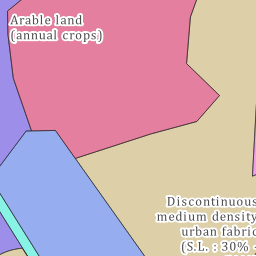 Arable land
(annual crops)
Discontinuous
medium density
urban fabric
(S.L. : 30% -